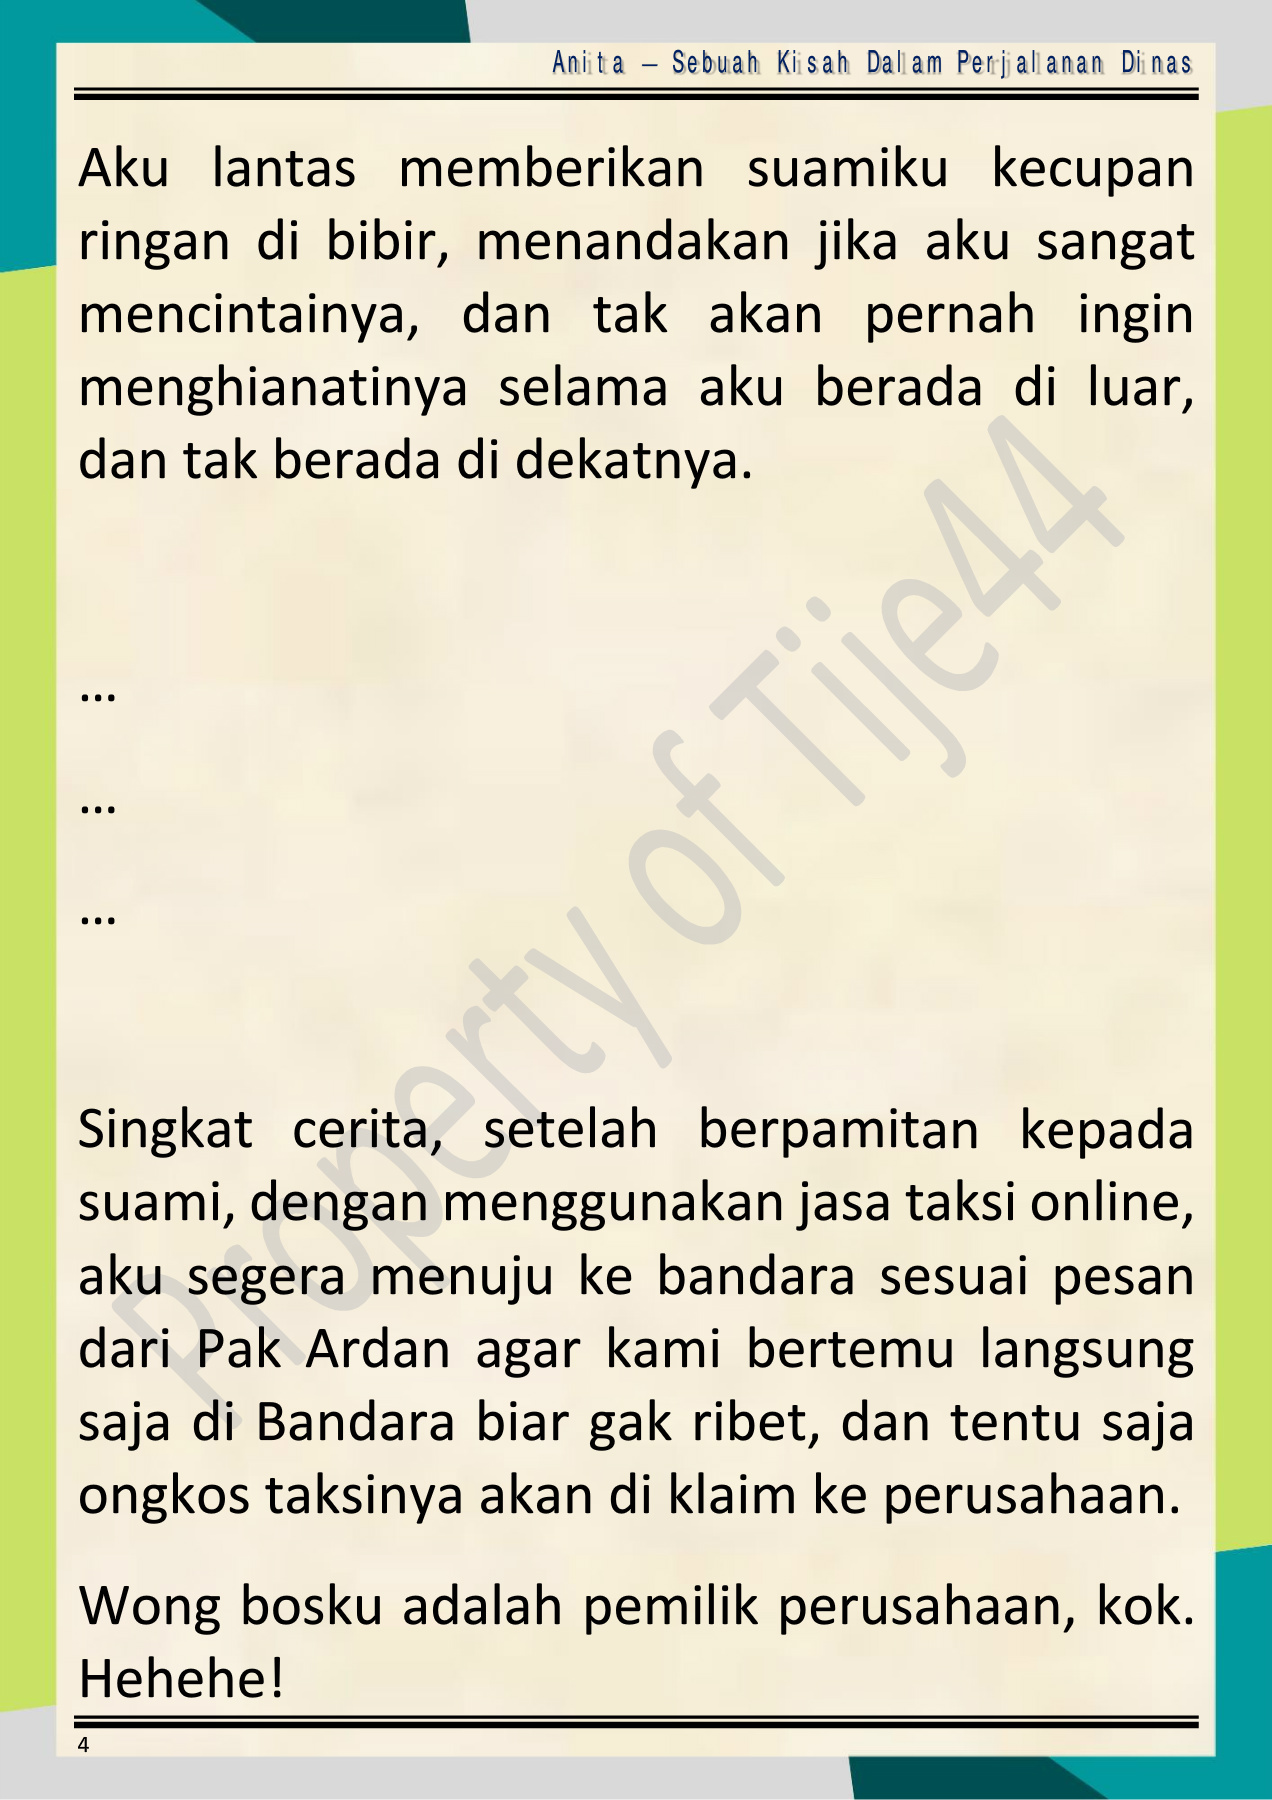 Anita – Sebuah Kisah Dalam Perjalanan Dinas
Aku lantas memberikan suamiku kecupan
ringan di bibir, menandakan jika aku sangat
mencintainya, dan tak akan pernah ingin
menghianatinya selama aku berada di luar,
dan tak berada di dekatnya.
...
...
...
Singkat cerita, setelah berpamitan kepada
suami, dengan menggunakan jasa taksi online,
aku segera menuju ke bandara sesuai pesan
dari Pak Ardan agar kami bertemu langsung
saja di Bandara biar gak ribet, dan tentu saja
ongkos taksinya akan di klaim ke perusahaan.
Wong bosku adalah pemilik perusahaan, kok.
Hehehe!
4
Property of Tije44